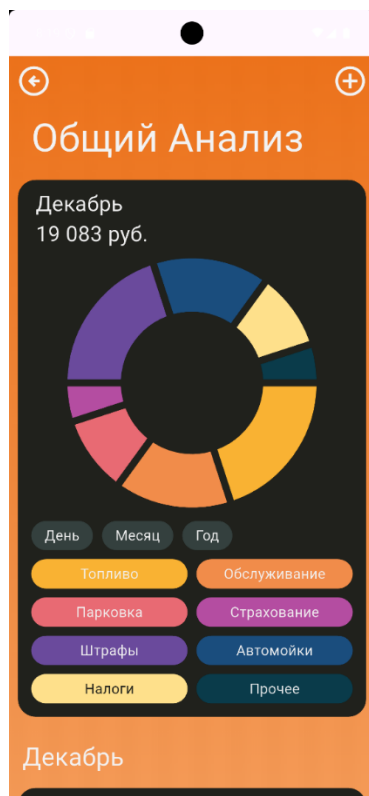 Общий Анализ
Декабрь
19 083 руб.
День Месяц Год
Топливо Обслуживание
Парковка Страхование
Штрафы Автомойки
Налоги Прочее
Декабрь